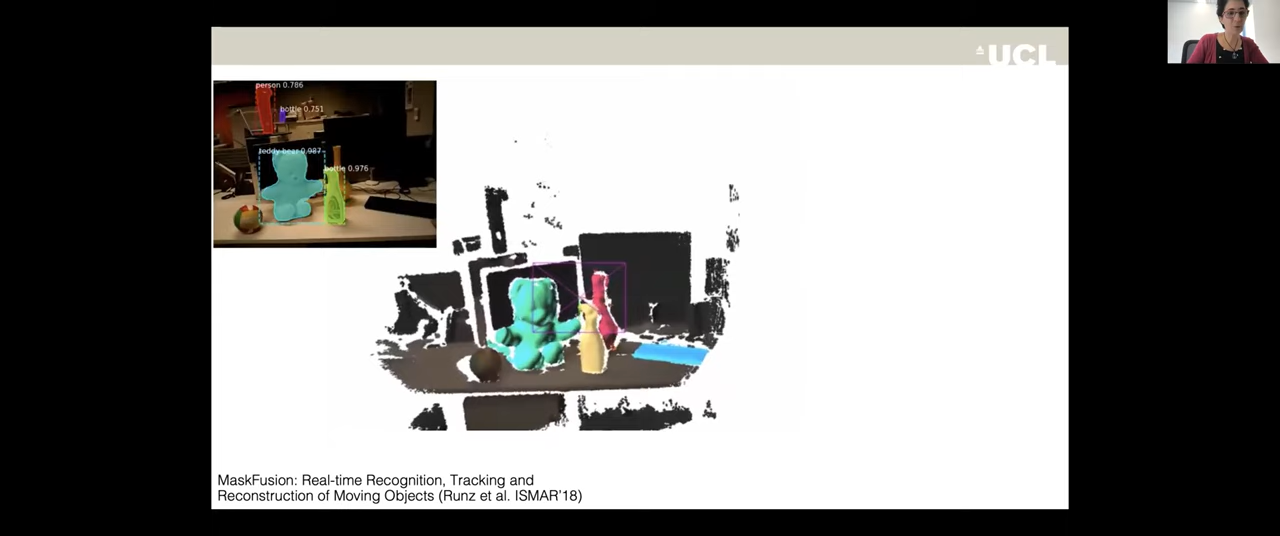 UCL
person 0.786
bottle 0.751
teddy bear 0.987
bottle 0.976
MaskFusion: Real-time Recognition, Tracking and
Reconstruction of Moving Objects (Runz et al. ISMAR'18)